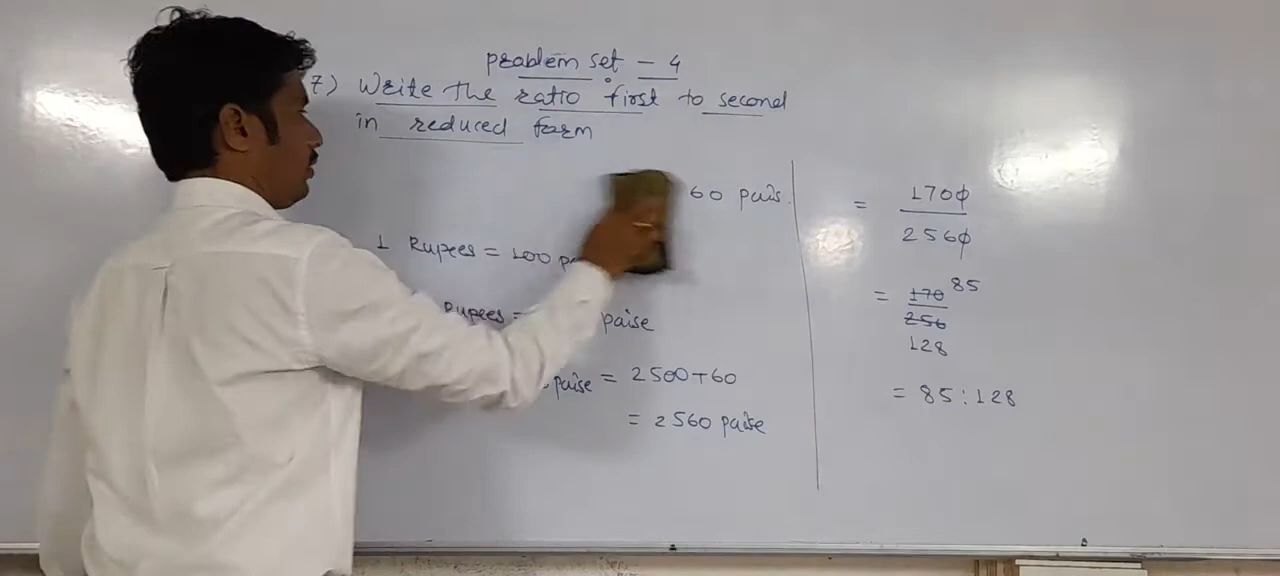 problem set - 4
7) Write the ratio first to second
in reduced form
60 pais.
1 Rupees = 100
Rupees =
paise
paise = 2500+60
= 2560 paise
= 1700
2560
= 170 85
256
128
= 85:128